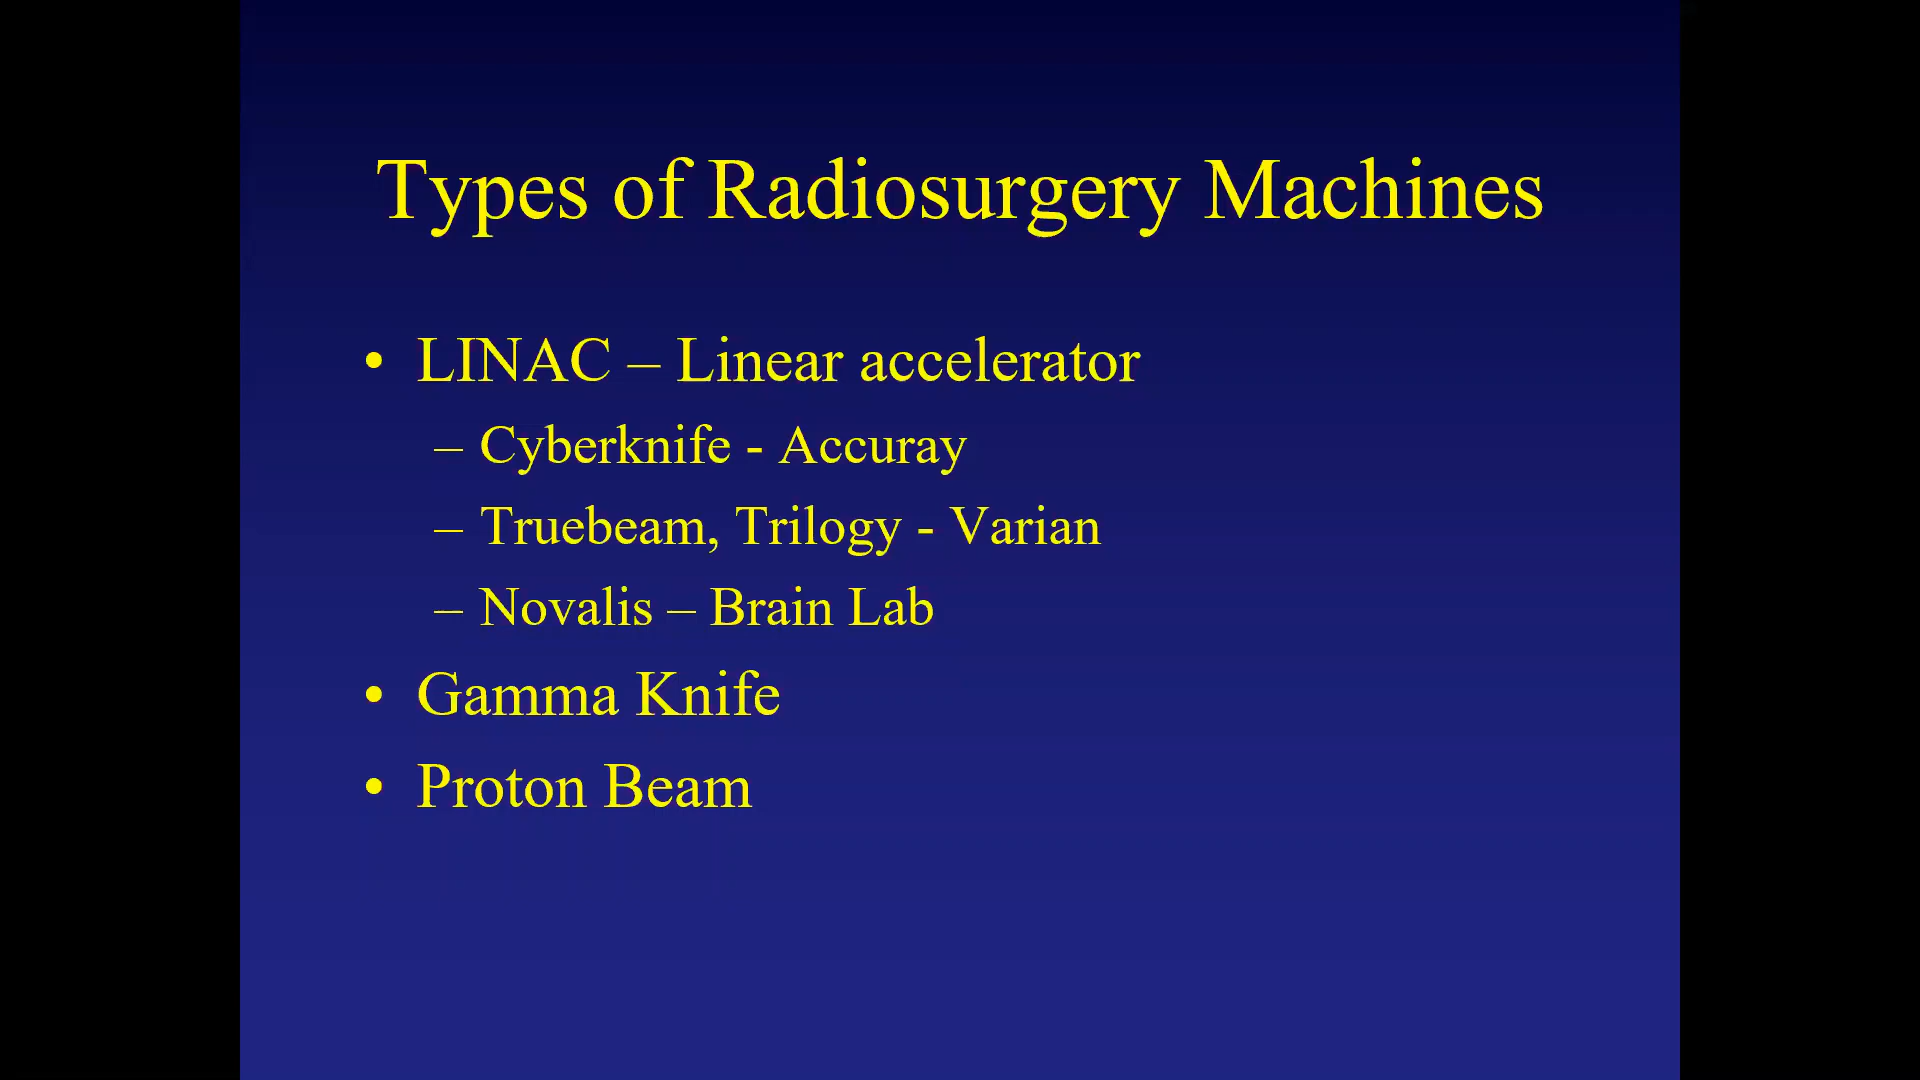 Types of Radiosurgery Machines
• LINAC – Linear accelerator
– Cyberknife - Accuray
– Truebeam, Trilogy - Varian
– Novalis – Brain Lab
• Gamma Knife
• Proton Beam